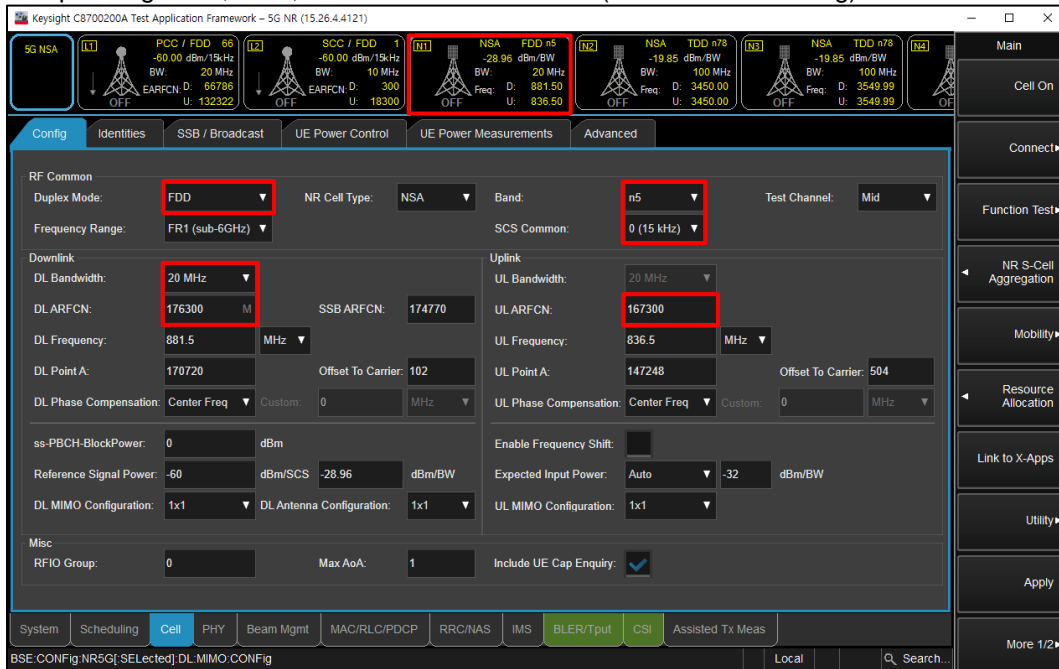 Keysight C8700200A Test Application Framework – 5G NR (15.26.4.4121)
5G NSA
L1 PCC / FDD 66
-60.00 dBm/15kHz
BW: 20 MHz
EARFCN: D: 66786
OFF U: 132322
L2 SCC / FDD 1
-60.00 dBm/15kHz
BW: 10 MHz
EARFCN: D: 300
OFF U: 18300
N1 NSA FDD n5
-28.96 dBm/BW
BW: 20 MHz
Freq: D: 881.50
OFF U: 836.50
N2 NSA TDD n78
-19.85 dBm/BW
BW: 100 MHz
Freq: D: 3450.00
OFF U: 3450.00
N3 NSA TDD n78
-19.85 dBm/BW
BW: 100 MHz
Freq: D: 3549.99
OFF U: 3549.99
N4
Main
Cell On
Connect
Function Test
NR S-Cell
Aggregation
Mobility
Resource
Allocation
Link to X-Apps
Utility
Apply
More 1/2
Config Identities SSB / Broadcast UE Power Control UE Power Measurements Advanced
RF Common
Duplex Mode: FDD NR Cell Type: NSA Band: n5 Test Channel: Mid
Frequency Range: FR1 (sub-6GHz) SCS Common: 0 (15 kHz)
Downlink
DL Bandwidth: 20 MHz
DL ARFCN: 176300 M SSB ARFCN: 174770
DL Frequency: 881.5 MHz
DL Point A: 170720 Offset To Carrier: 102
DL Phase Compensation: Center Freq Custom: 0 MHz
ss-PBCH-BlockPower: 0 dBm
Reference Signal Power: -60 dBm/SCS -28.96 dBm/BW
DL MIMO Configuration: 1x1 DL Antenna Configuration: 1x1
Uplink
UL Bandwidth: 20 MHz
UL ARFCN: 167300
UL Frequency: 836.5 MHz
UL Point A: 147248 Offset To Carrier: 504
UL Phase Compensation: Center Freq Custom: 0 MHz
Enable Frequency Shift:
Expected Input Power: Auto -32 dBm/BW
UL MIMO Configuration: 1x1
Misc
RFIO Group: 0 Max AoA: 1 Include UE Cap Enquiry:
System Scheduling Cell PHY Beam Mgmt MAC/RLC/PDCP RRC/NAS IMS BLER/Tput CSI Assisted Tx Meas
BSE:CONFig:NR5G[:SELected]:DL:MIMO:CONFig Local Search...